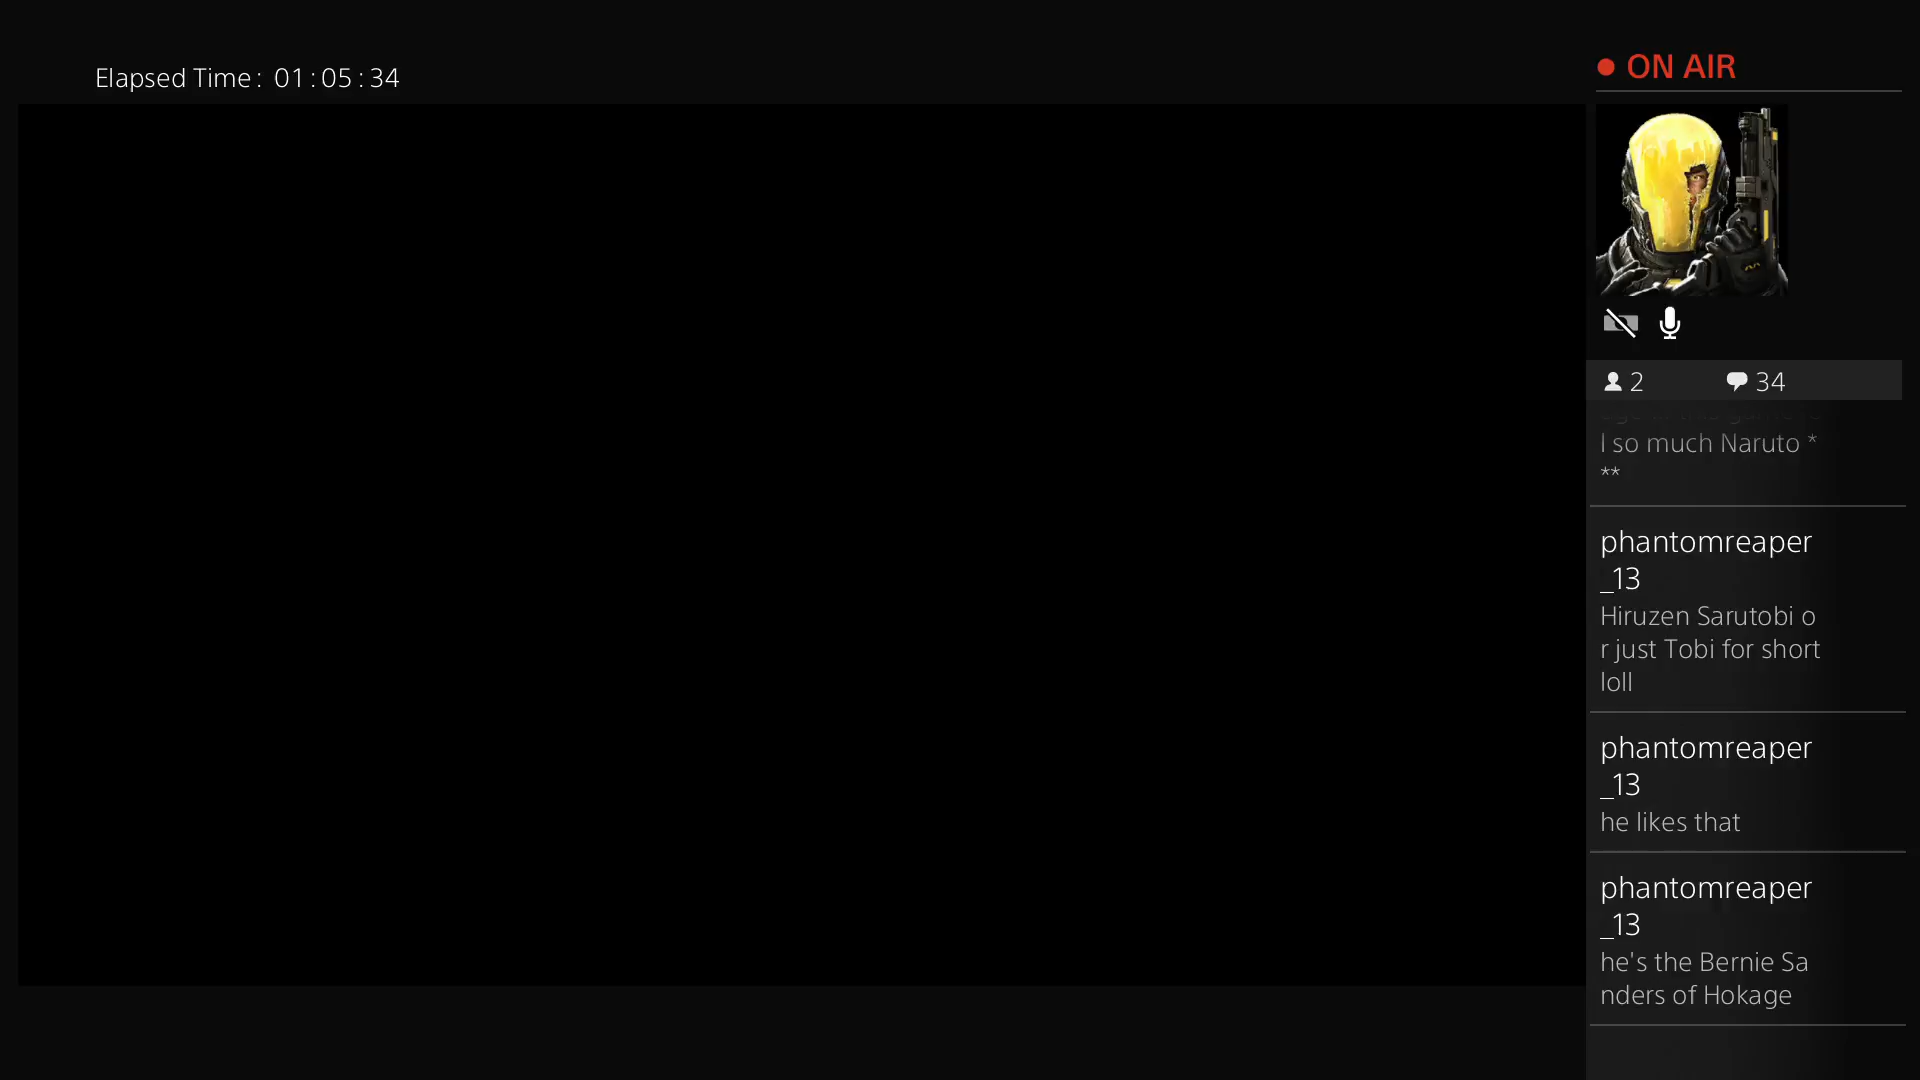 Elapsed Time: 01:05:34
ON AIR
2
34
I so much Naruto *
**
phantomreaper
_13
Hiruzen Sarutobi o
r just Tobi for short
loll
phantomreaper
_13
he likes that
phantomreaper
_13
he's the Bernie Sa
nders of Hokage